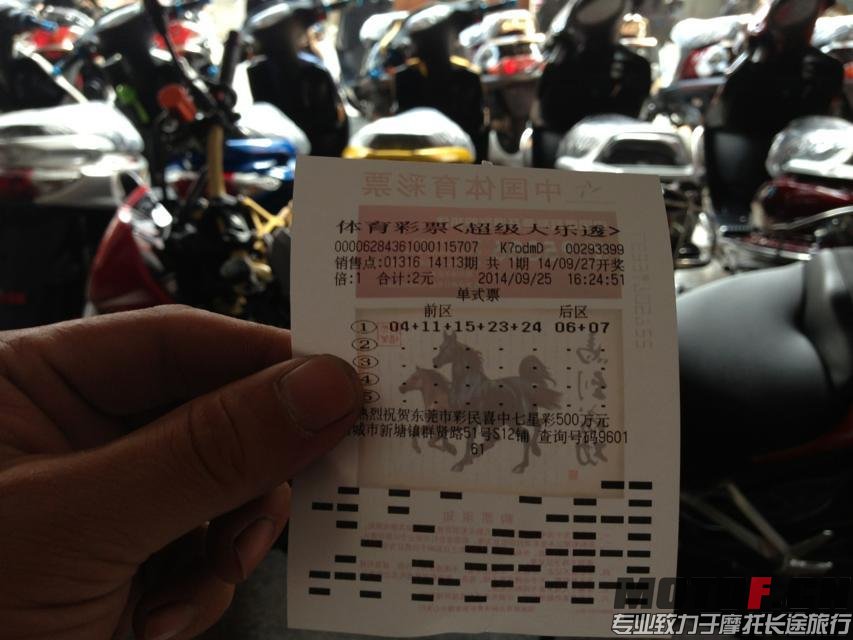 中国体育彩票
体育彩票<超级大乐透>
00006284361000115707 K7odmD 00293399
销售点:01316 14113期 共1期 14/09/27开奖
倍:1 合计:2元 2014/09/25 16:24:51
单式票
前区 后区
① 04+11+15+23+24 06+07
②
③
④
⑤
烈祝贺东莞市彩民喜中七星彩500万元
城市新塘镇群贤路51号S12铺 查询号码9601
61
MOTOF.CN
专业致力于摩托长途旅行